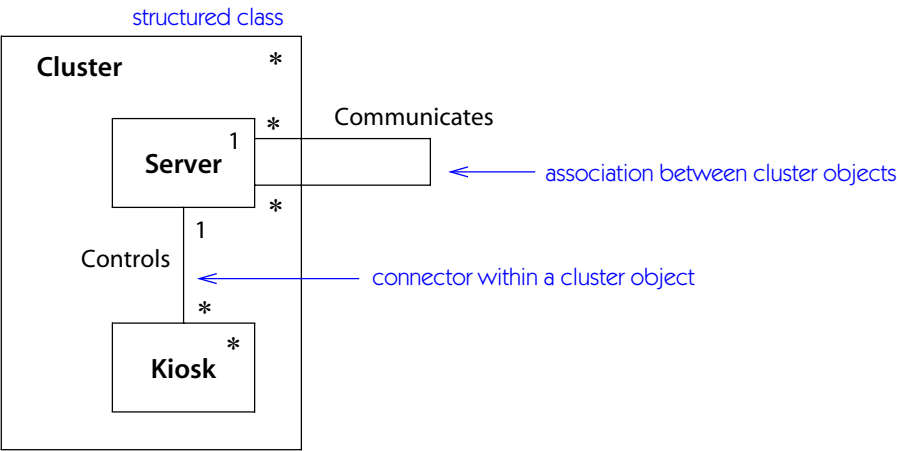 structured class
Cluster *
Communicates
*
1
Server
association between cluster objects
*
1
Controls
connector within a cluster object
*
*
Kiosk